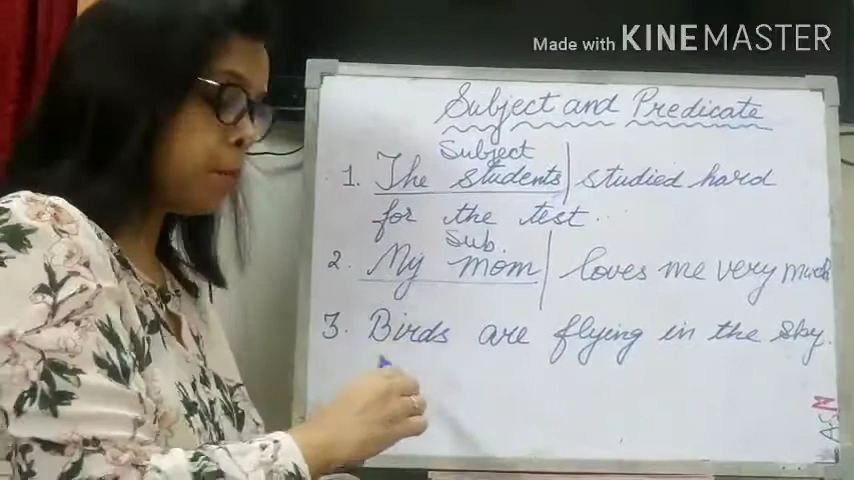 Made with KINEMASTER
Subject and Predicate
Subject
1. The students | studied hard
for the test.
Sub.
2. My mom | loves me very much
3. Birds are flying in the sky.
ASN